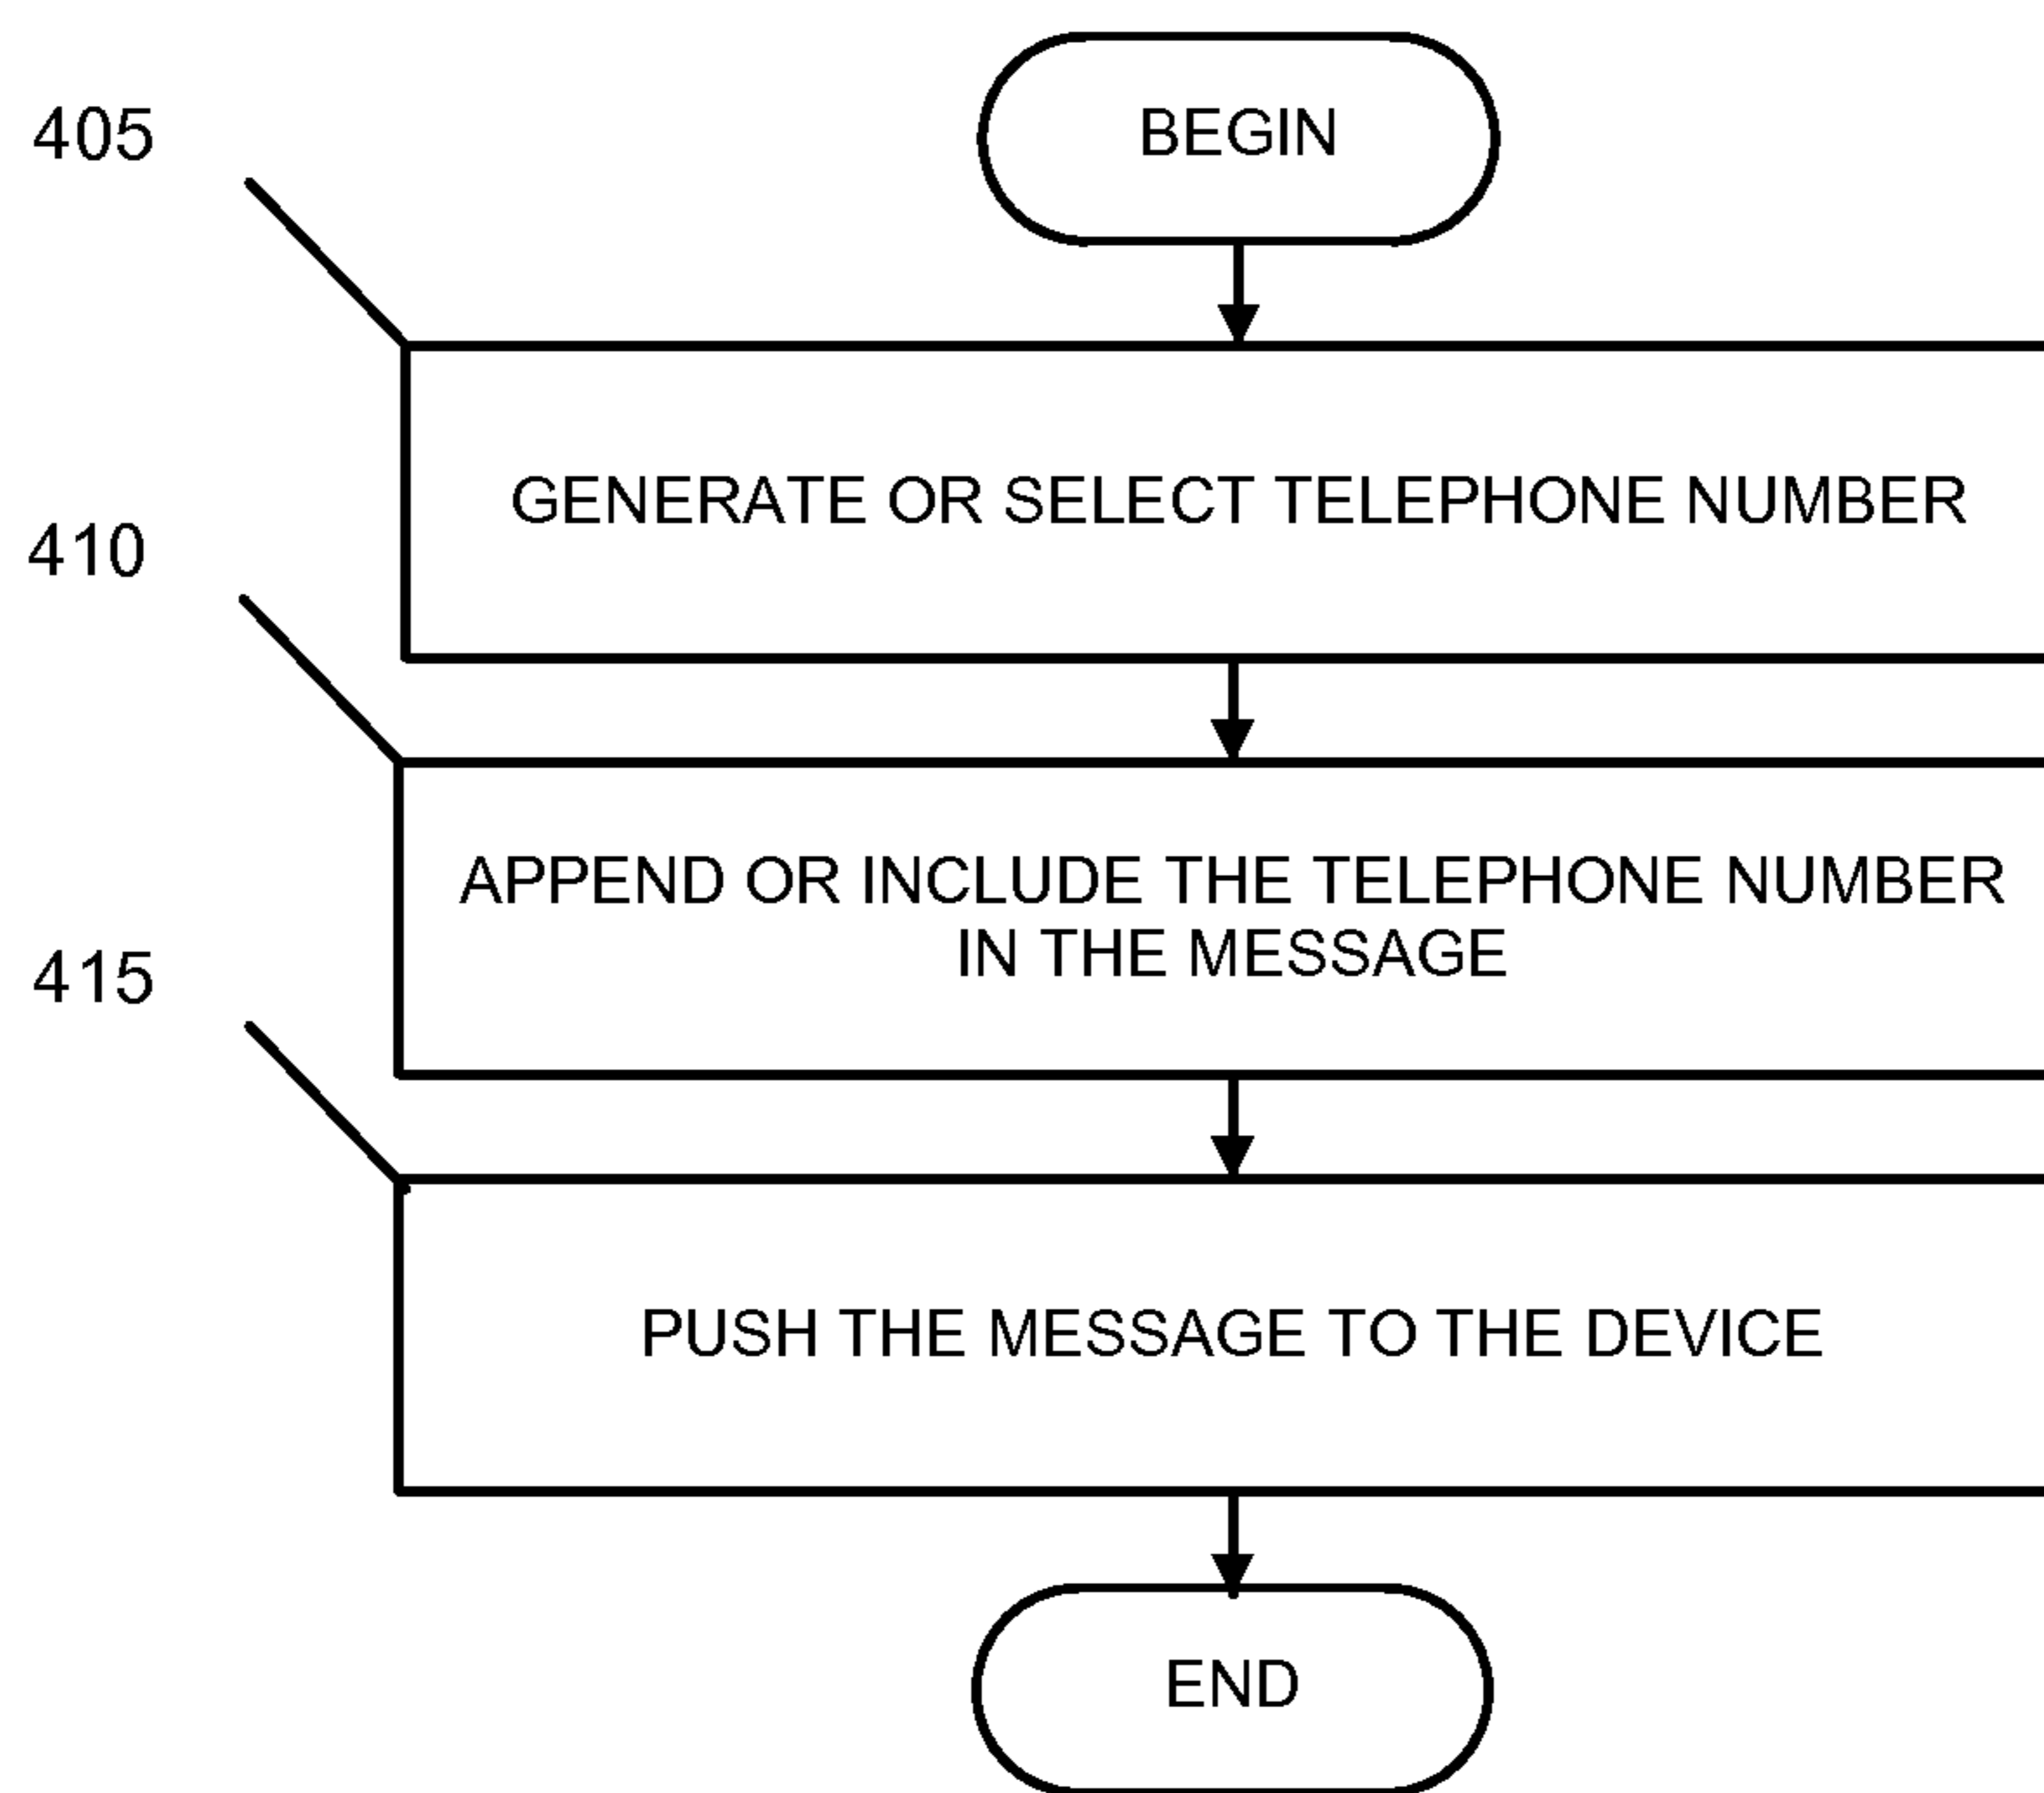 BEGIN
405
GENERATE OR SELECT TELEPHONE NUMBER
410
APPEND OR INCLUDE THE TELEPHONE NUMBER
IN THE MESSAGE
415
PUSH THE MESSAGE TO THE DEVICE
END